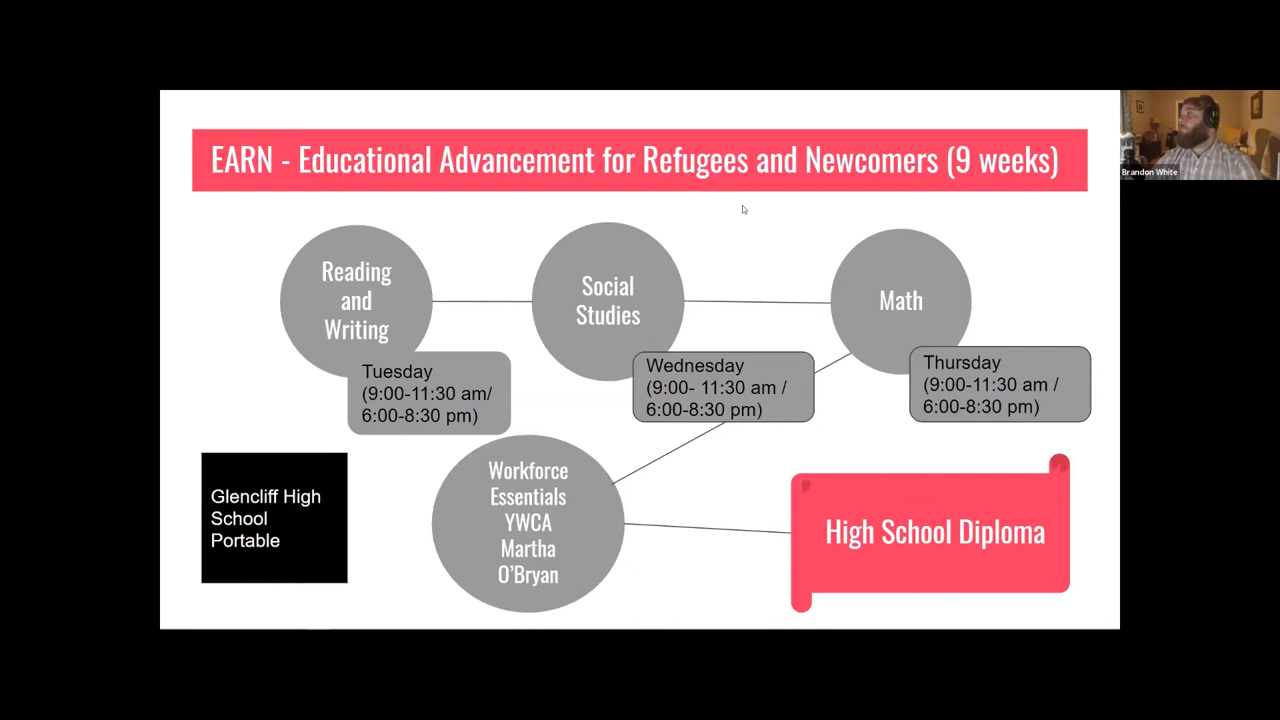 EARN - Educational Advancement for Refugees and Newcomers (9 weeks)
Brandon White
Reading
and
Writing
Social
Studies
Math
Tuesday
(9:00-11:30 am/
6:00-8:30 pm)
Wednesday
(9:00- 11:30 am /
6:00-8:30 pm)
Thursday
(9:00-11:30 am /
6:00-8:30 pm)
Glencliff High
School
Portable
Workforce
Essentials
YWCA
Martha
O'Bryan
High School Diploma